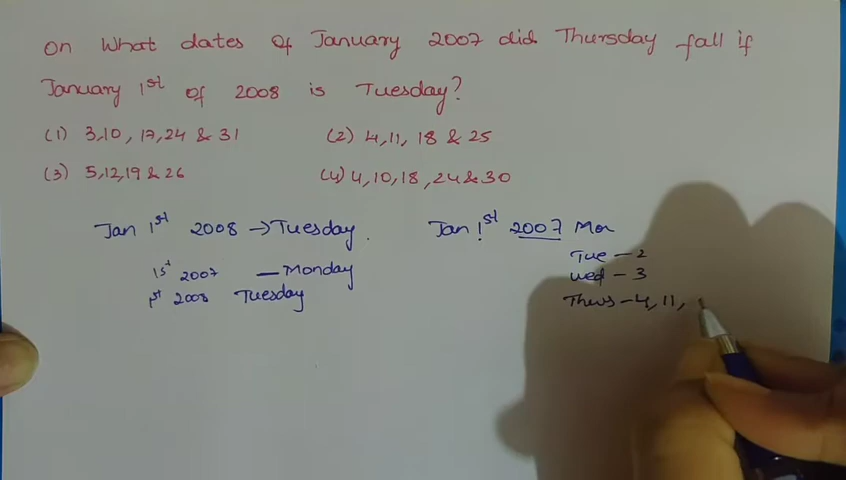 On What dates of January 2007 did Thursday fall if
January 1st of 2008 is Tuesday?
(1) 3,10, 17,24 & 31 (2) 4,11, 18 & 25
(3) 5,12,19 & 26 (4) 4,10,18,24 & 30
Jan 1st 2008 → Tuesday. Jan 1st 2007 Mon
Tue - 2
1st 2007 — Monday
Wed - 3
1st 2008 Tuesday
Thurs - 4, 11,